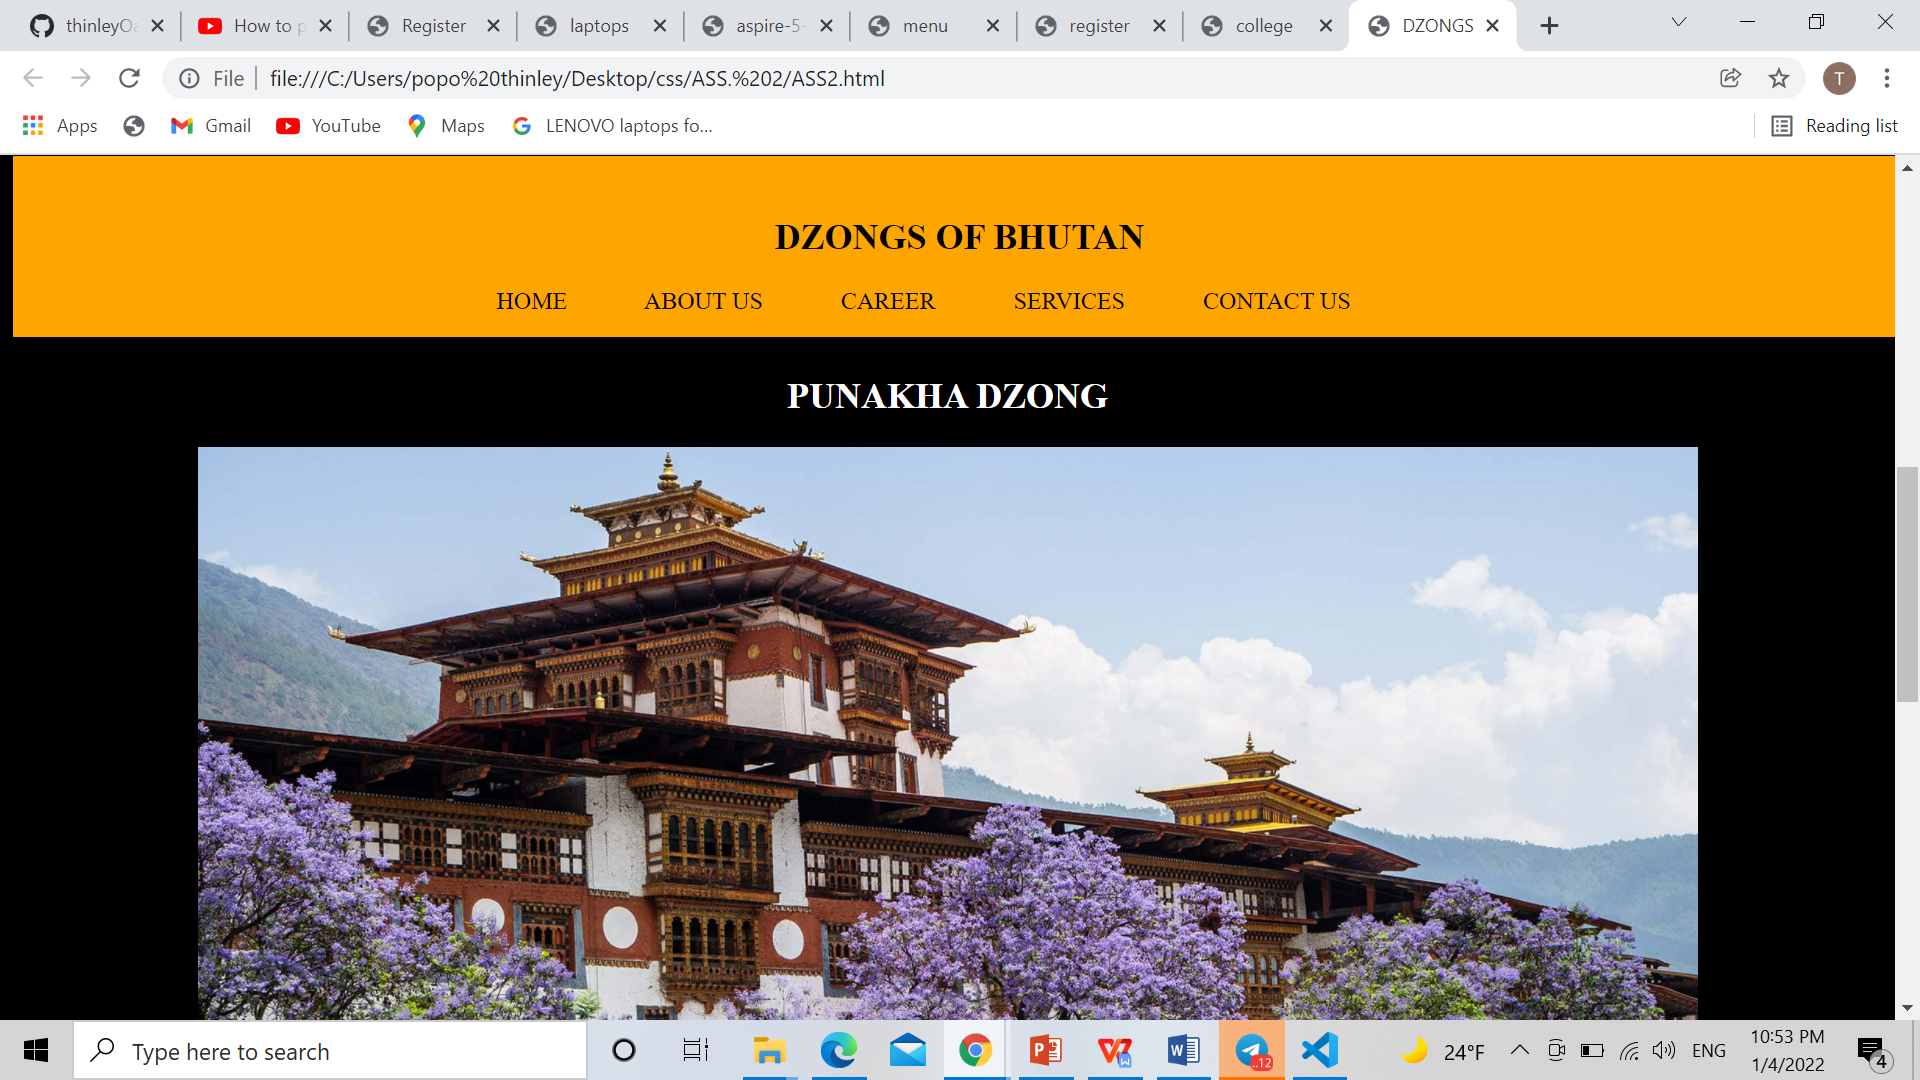 thinleyOa
How to p
Register
laptops
aspire-5-
menu
register
college
DZONGS
File
file:///C:/Users/popo%20thinley/Desktop/css/ASS.%202/ASS2.html
T
Apps
Gmail
YouTube
Maps
LENOVO laptops fo...
Reading list
DZONGS OF BHUTAN
HOME ABOUT US CAREER SERVICES CONTACT US
PUNAKHA DZONG
Type here to search
..12
24°F
ENG
10:53 PM
1/4/2022
4